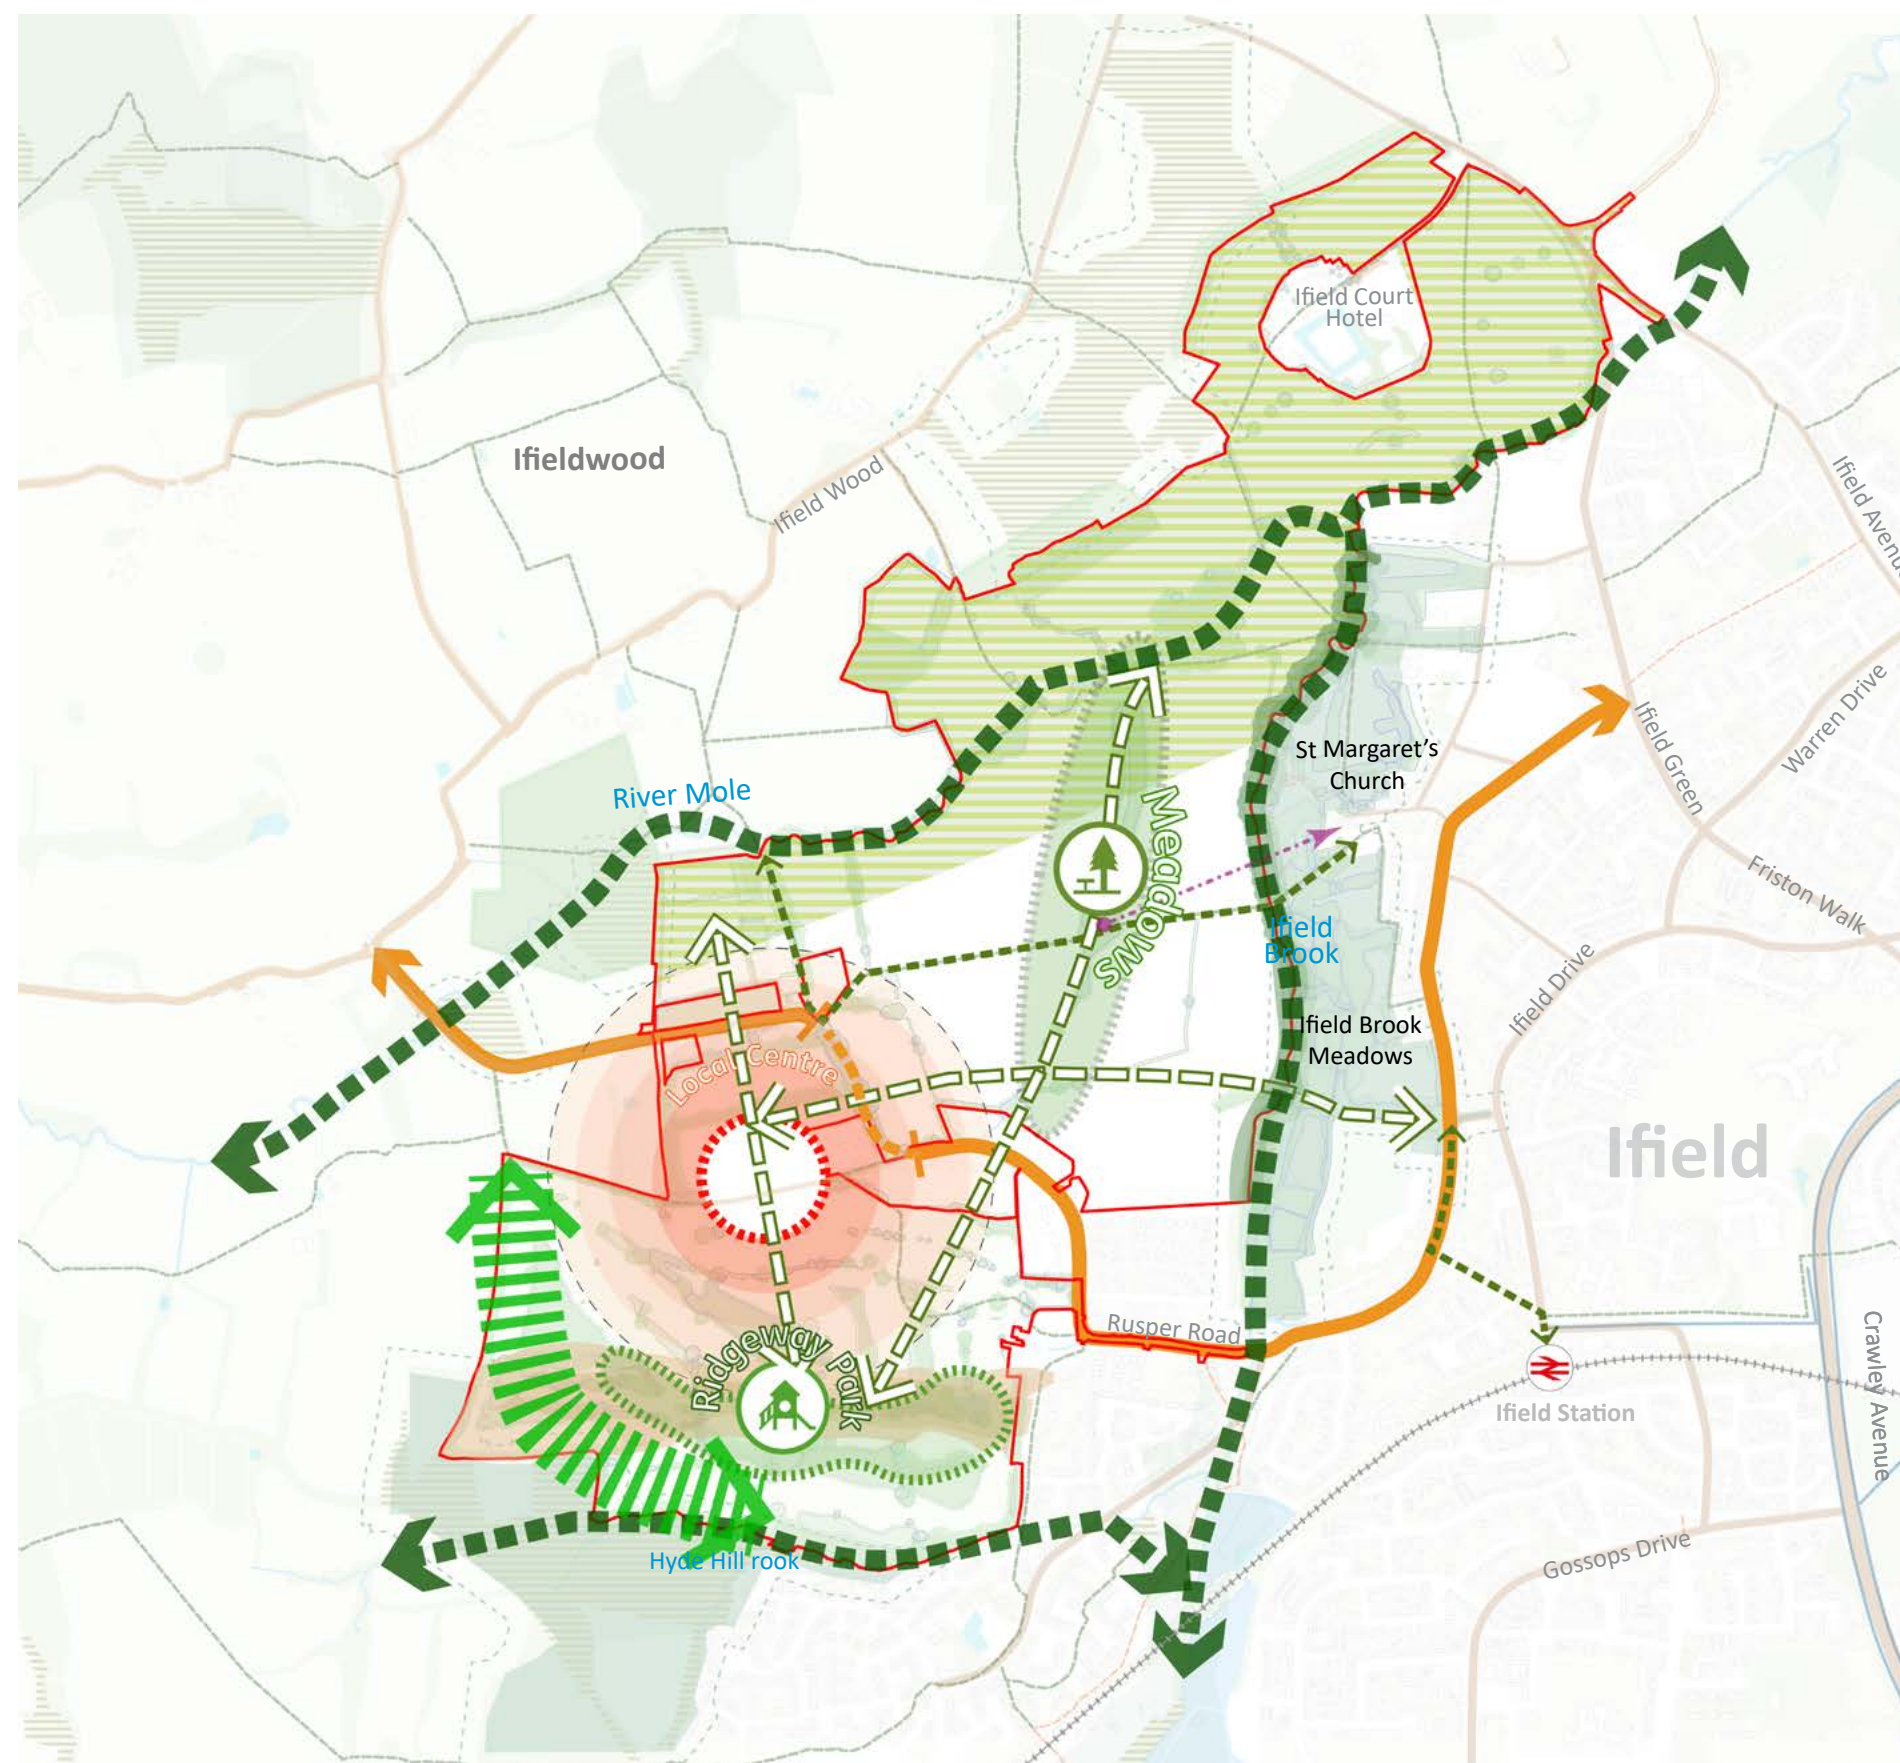 Ifield Court
Hotel
Ifieldwood
Ifield Wood
Ifield Avenue
St Margaret's
Church
Ifield Green
Warren Drive
River Mole
Meadows
Friston Walk
Ifield
Brook
Ifield Drive
Ifield Brook
Meadows
Local Centre
Ifield
Rusper Road
Ridgeway Park
Crawley Avenue
Ifield Station
Hyde Hill rook
Gossops Drive